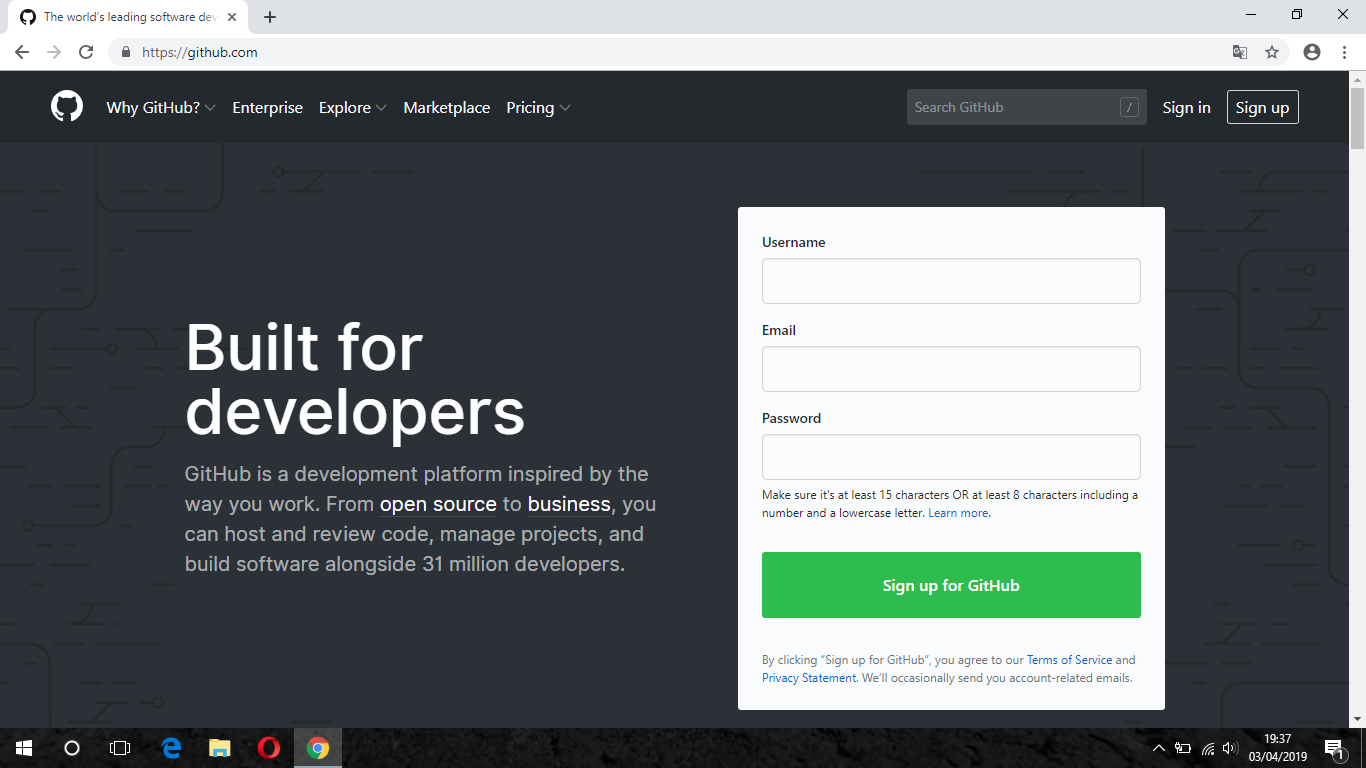 The world's leading software dev
https://github.com
Why GitHub? Enterprise Explore Marketplace Pricing
Search GitHub /
Sign in Sign up
Built for
developers
GitHub is a development platform inspired by the
way you work. From open source to business, you
can host and review code, manage projects, and
build software alongside 31 million developers.
Username
Email
Password
Make sure it's at least 15 characters OR at least 8 characters including a
number and a lowercase letter. Learn more.
Sign up for GitHub
By clicking “Sign up for GitHub”, you agree to our Terms of Service and
Privacy Statement. We’ll occasionally send you account-related emails.
19:37
03/04/2019
1